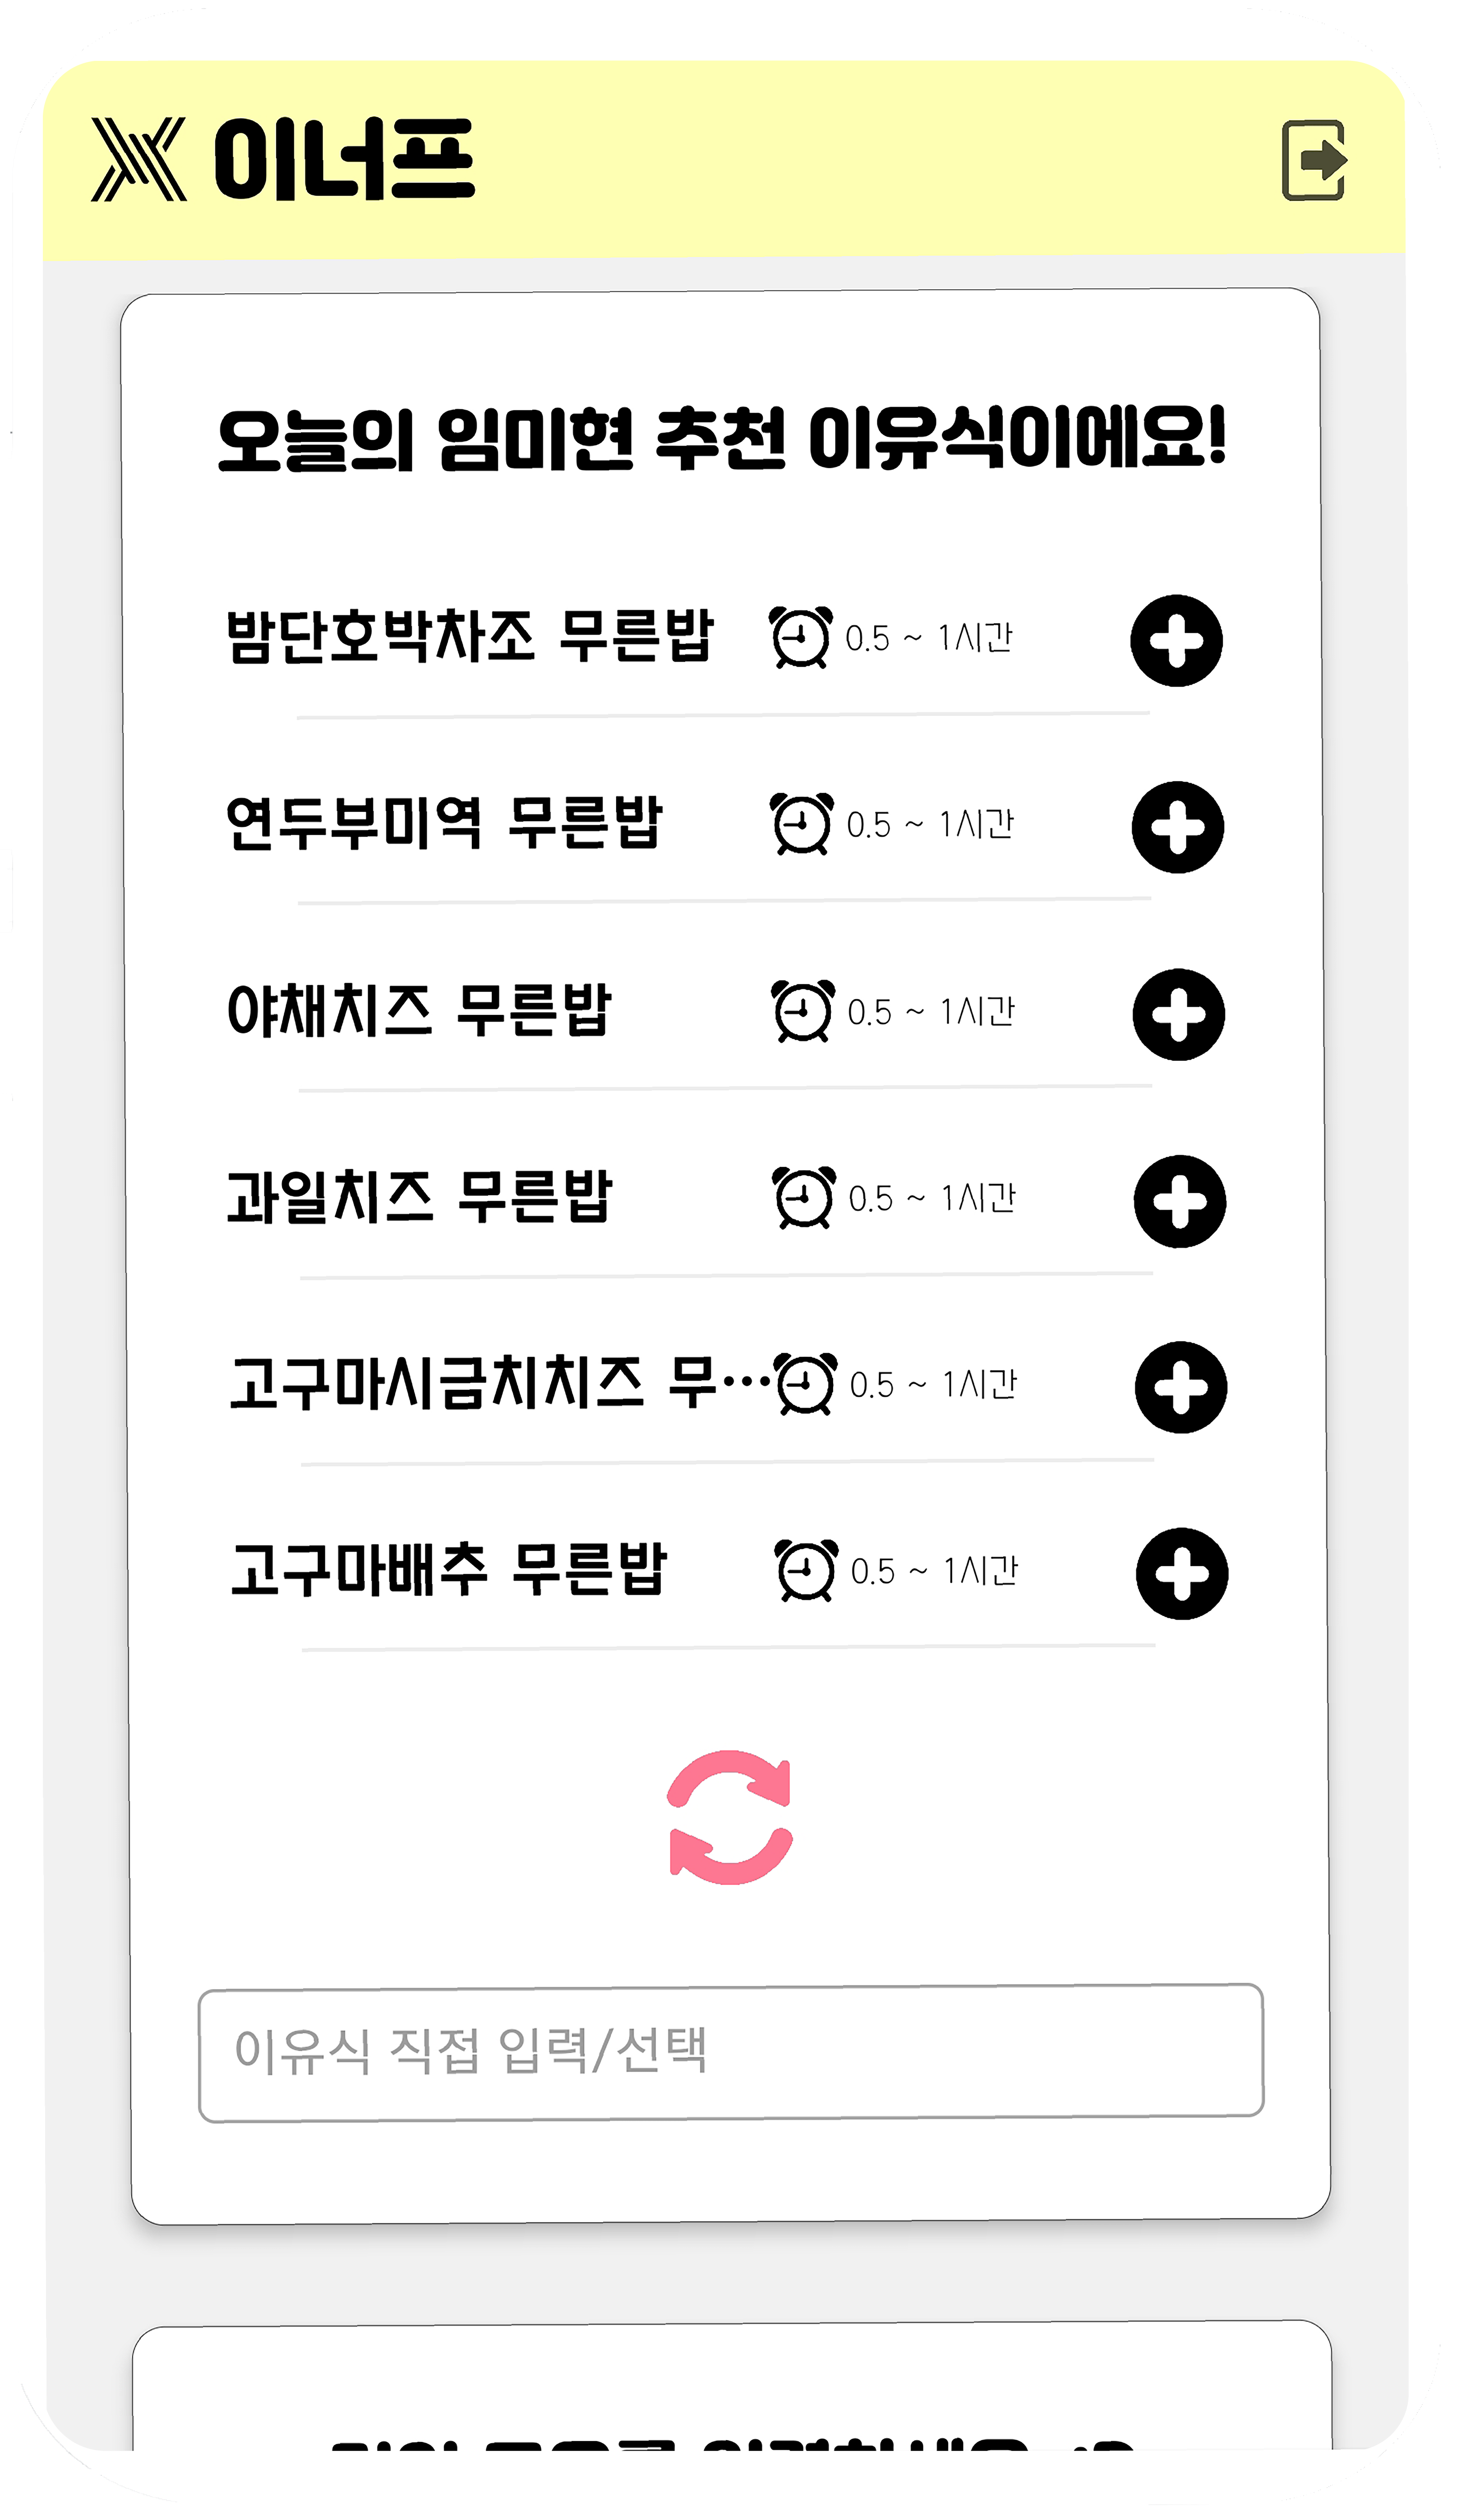 이너프
오늘의 임미현 추천 이유식이에요!
밤단호박차조 무른밥 0.5 ~ 1시간
연두부미역 무른밥 0.5 ~ 1시간
야채치즈 무른밥 0.5 ~ 1시간
과일치즈 무른밥 0.5 ~ 1시간
고구마시금치치즈 무··· 0.5 ~ 1시간
고구마배추 무른밥 0.5 ~ 1시간
이유식 직접 입력/선택